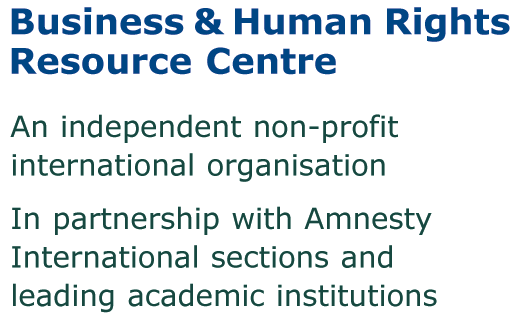 Business & Human Rights
Resource Centre
An independent non-profit
international organisation
In partnership with Amnesty
International sections and
leading academic institutions